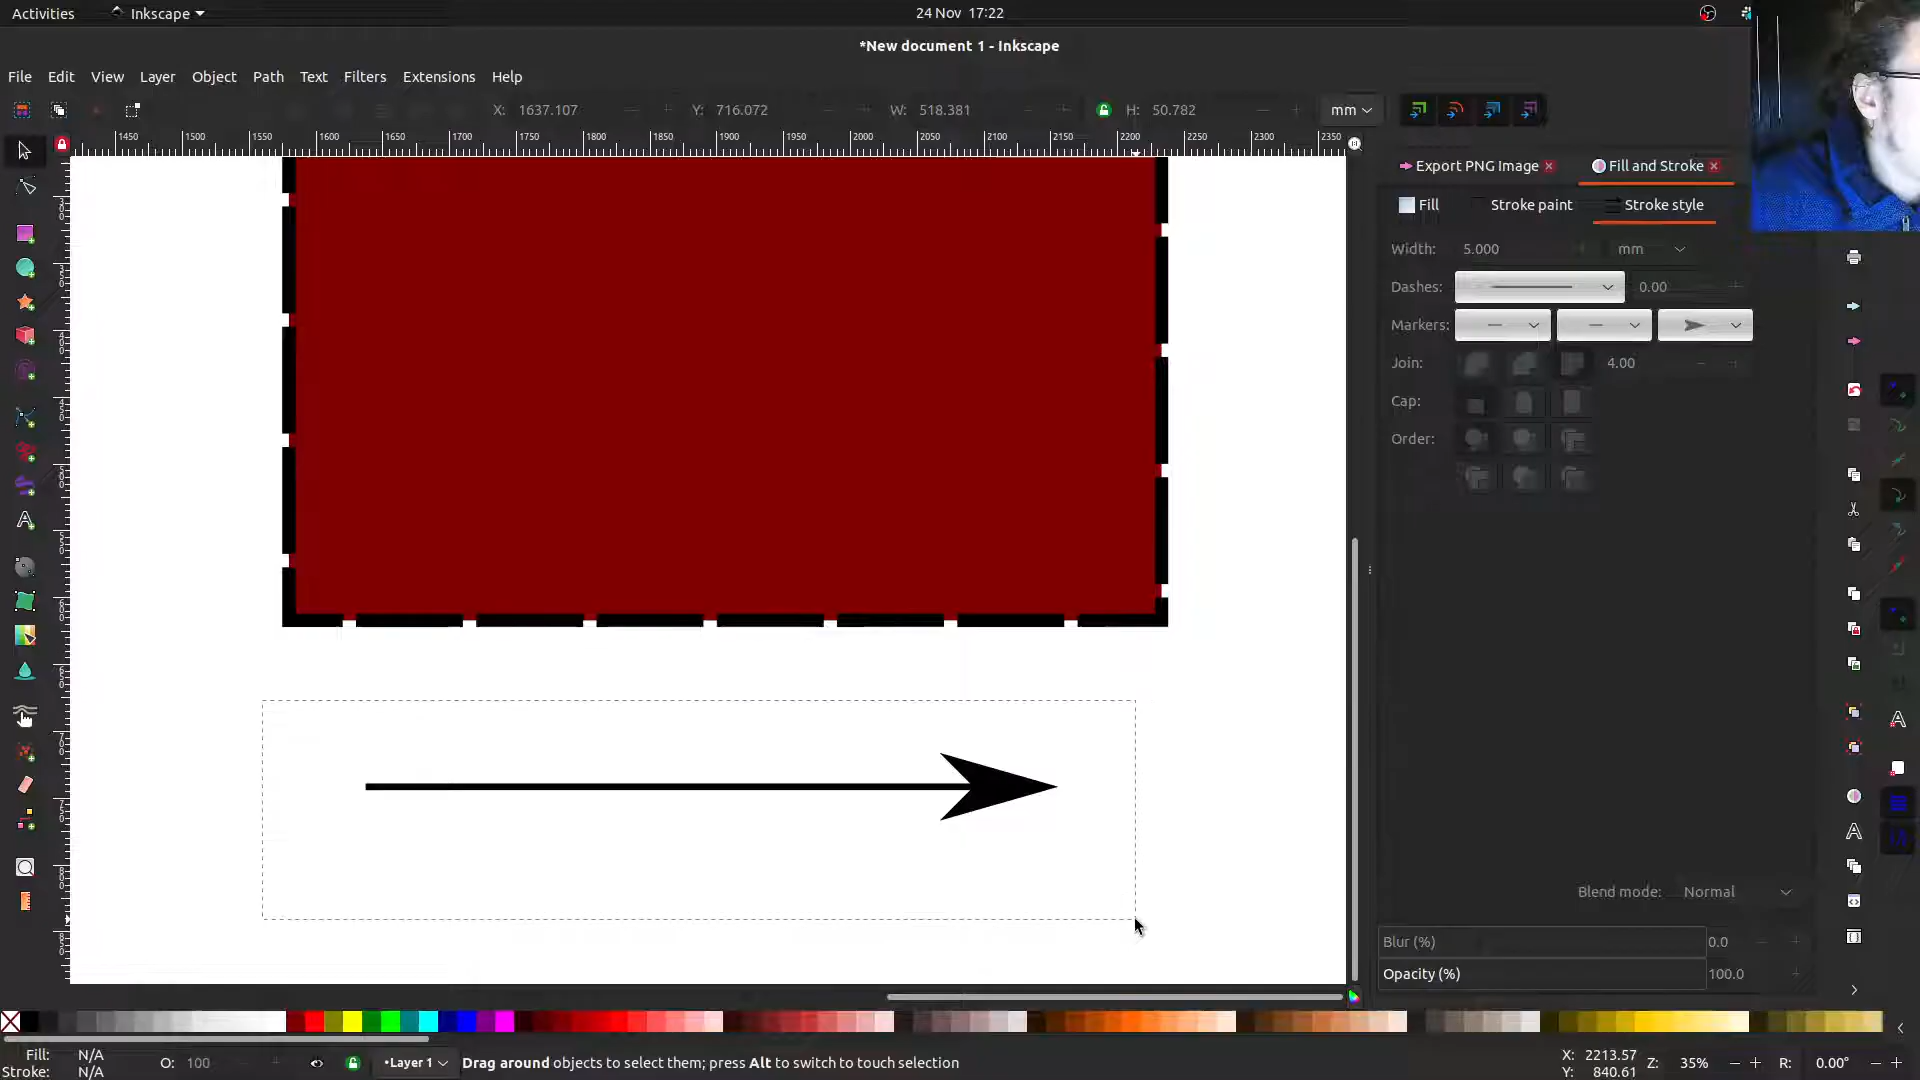 Activities Inkscape 24 Nov 17:22
*New document 1 - Inkscape
File Edit View Layer Object Path Text Filters Extensions Help
X: 1637.107 Y: 716.072 W: 518.381 H: 50.782 mm
1450 1500 1550 1600 1650 1700 1750 1800 1850 1900 1950 2000 2050 2100 2150 2200 2250 2300 2350
Export PNG Image Fill and Stroke
Fill Stroke paint Stroke style
Width: 5.000 mm
Dashes: 0.00
Markers:
Join: 4.00
Cap:
Order:
Blend mode: Normal
Blur (%) 0.0
Opacity (%) 100.0
Fill: N/A
Stroke: N/A
O: 100
•Layer 1
Drag around objects to select them; press Alt to switch to touch selection
X: 2213.57
Y: 840.61
Z: 35%
R: 0.00°